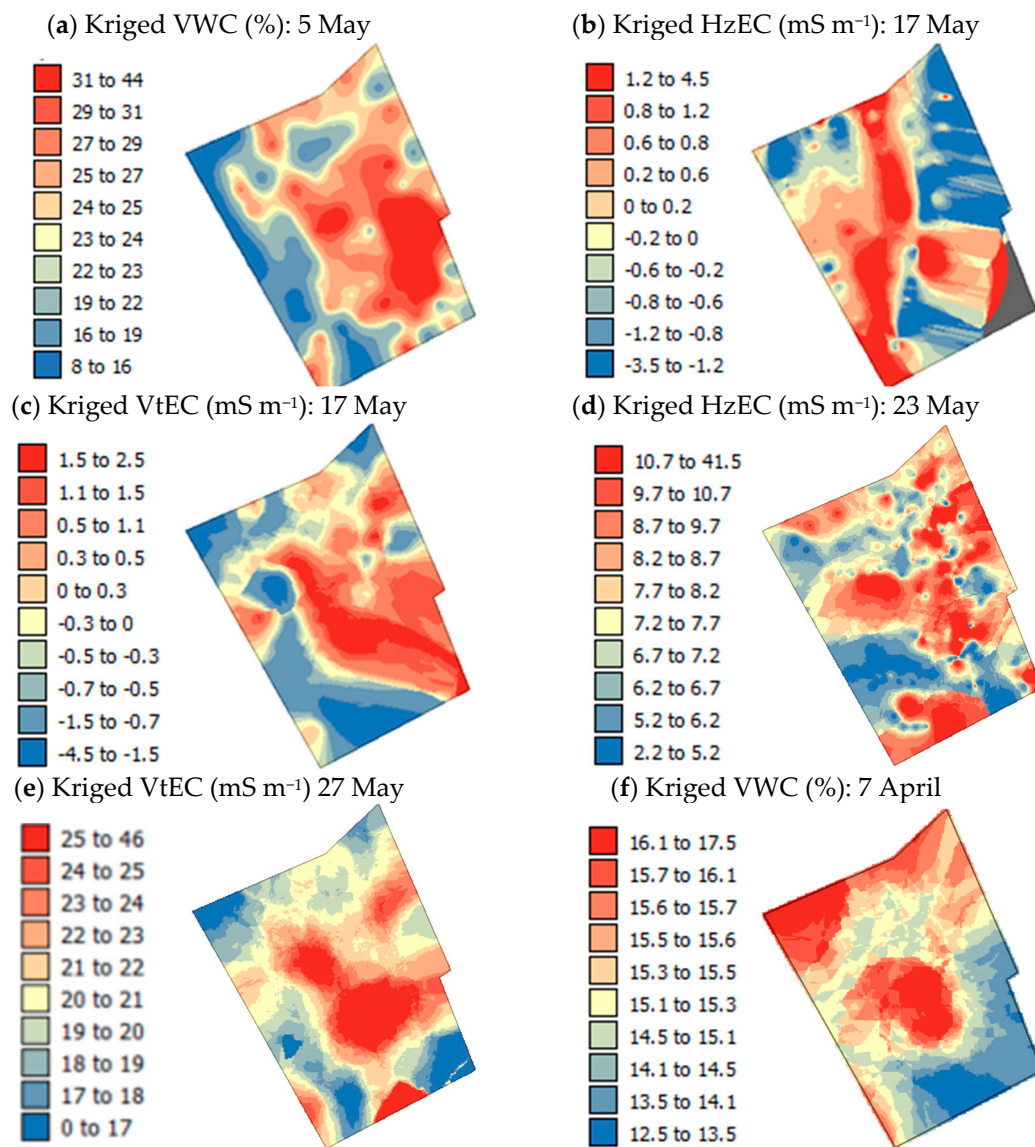 (a) Kriged VWC (%): 5 May
31 to 44
29 to 31
27 to 29
25 to 27
24 to 25
23 to 24
22 to 23
19 to 22
16 to 19
8 to 16
(b) Kriged HzEC (mS m⁻¹): 17 May
1.2 to 4.5
0.8 to 1.2
0.6 to 0.8
0.2 to 0.6
0 to 0.2
-0.2 to 0
-0.6 to -0.2
-0.8 to -0.6
-1.2 to -0.8
-3.5 to -1.2
(c) Kriged VtEC (mS m⁻¹): 17 May
1.5 to 2.5
1.1 to 1.5
0.5 to 1.1
0.3 to 0.5
0 to 0.3
-0.3 to 0
-0.5 to -0.3
-0.7 to -0.5
-1.5 to -0.7
-4.5 to -1.5
(d) Kriged HzEC (mS m⁻¹): 23 May
10.7 to 41.5
9.7 to 10.7
8.7 to 9.7
8.2 to 8.7
7.7 to 8.2
7.2 to 7.7
6.7 to 7.2
6.2 to 6.7
5.2 to 6.2
2.2 to 5.2
(e) Kriged VtEC (mS m⁻¹) 27 May
25 to 46
24 to 25
23 to 24
22 to 23
21 to 22
20 to 21
19 to 20
18 to 19
17 to 18
0 to 17
(f) Kriged VWC (%): 7 April
16.1 to 17.5
15.7 to 16.1
15.6 to 15.7
15.5 to 15.6
15.3 to 15.5
15.1 to 15.3
14.5 to 15.1
14.1 to 14.5
13.5 to 14.1
12.5 to 13.5